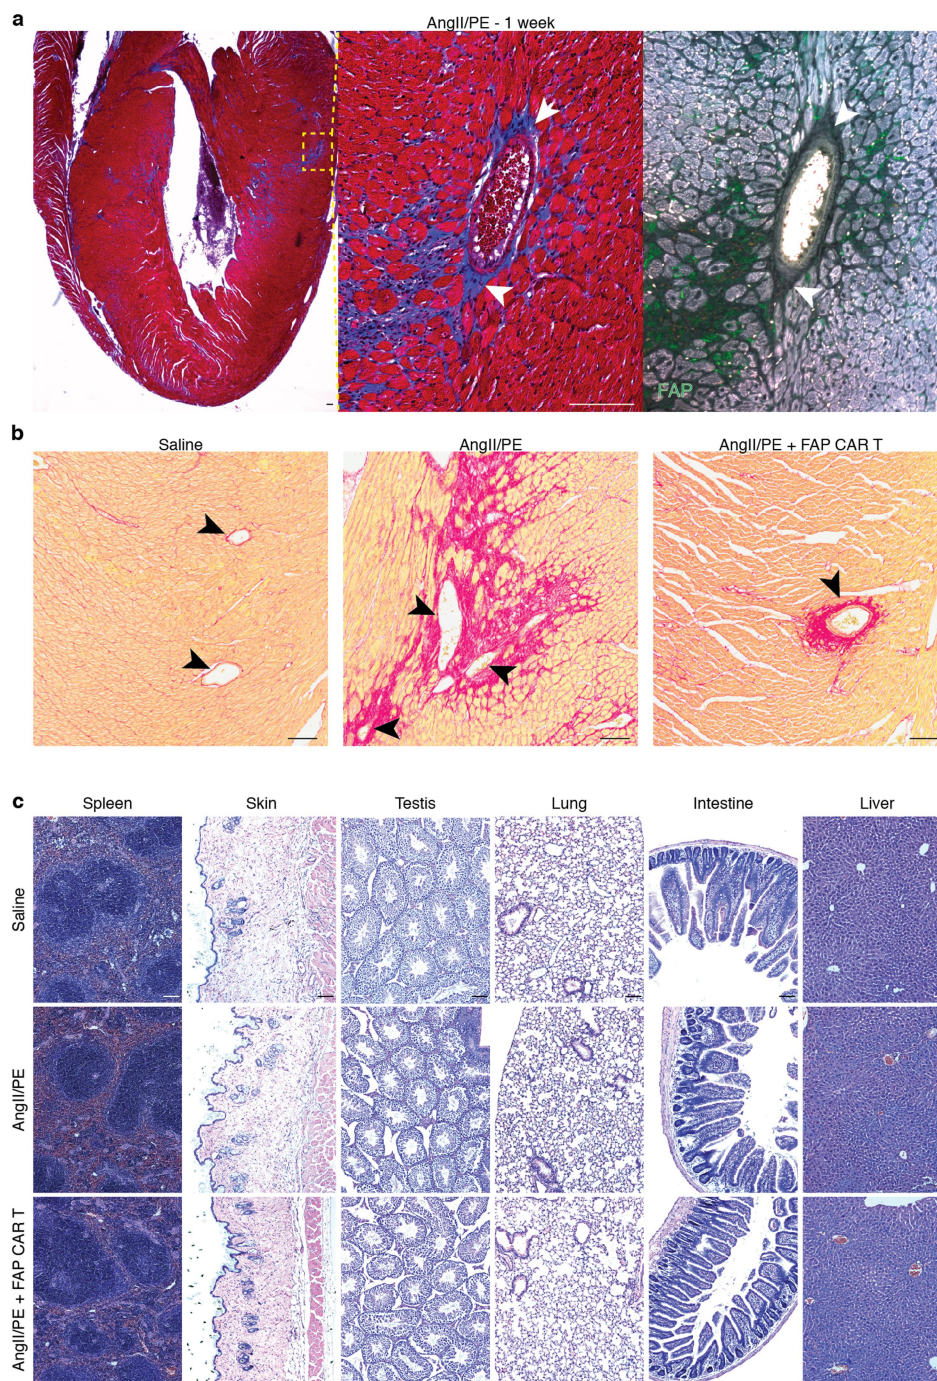 a
AngII/PE - 1 week
FAP
b
Saline
AngII/PE
AngII/PE + FAP CAR T
c
Spleen
Skin
Testis
Lung
Intestine
Liver
Saline
AngII/PE
AngII/PE + FAP CAR T